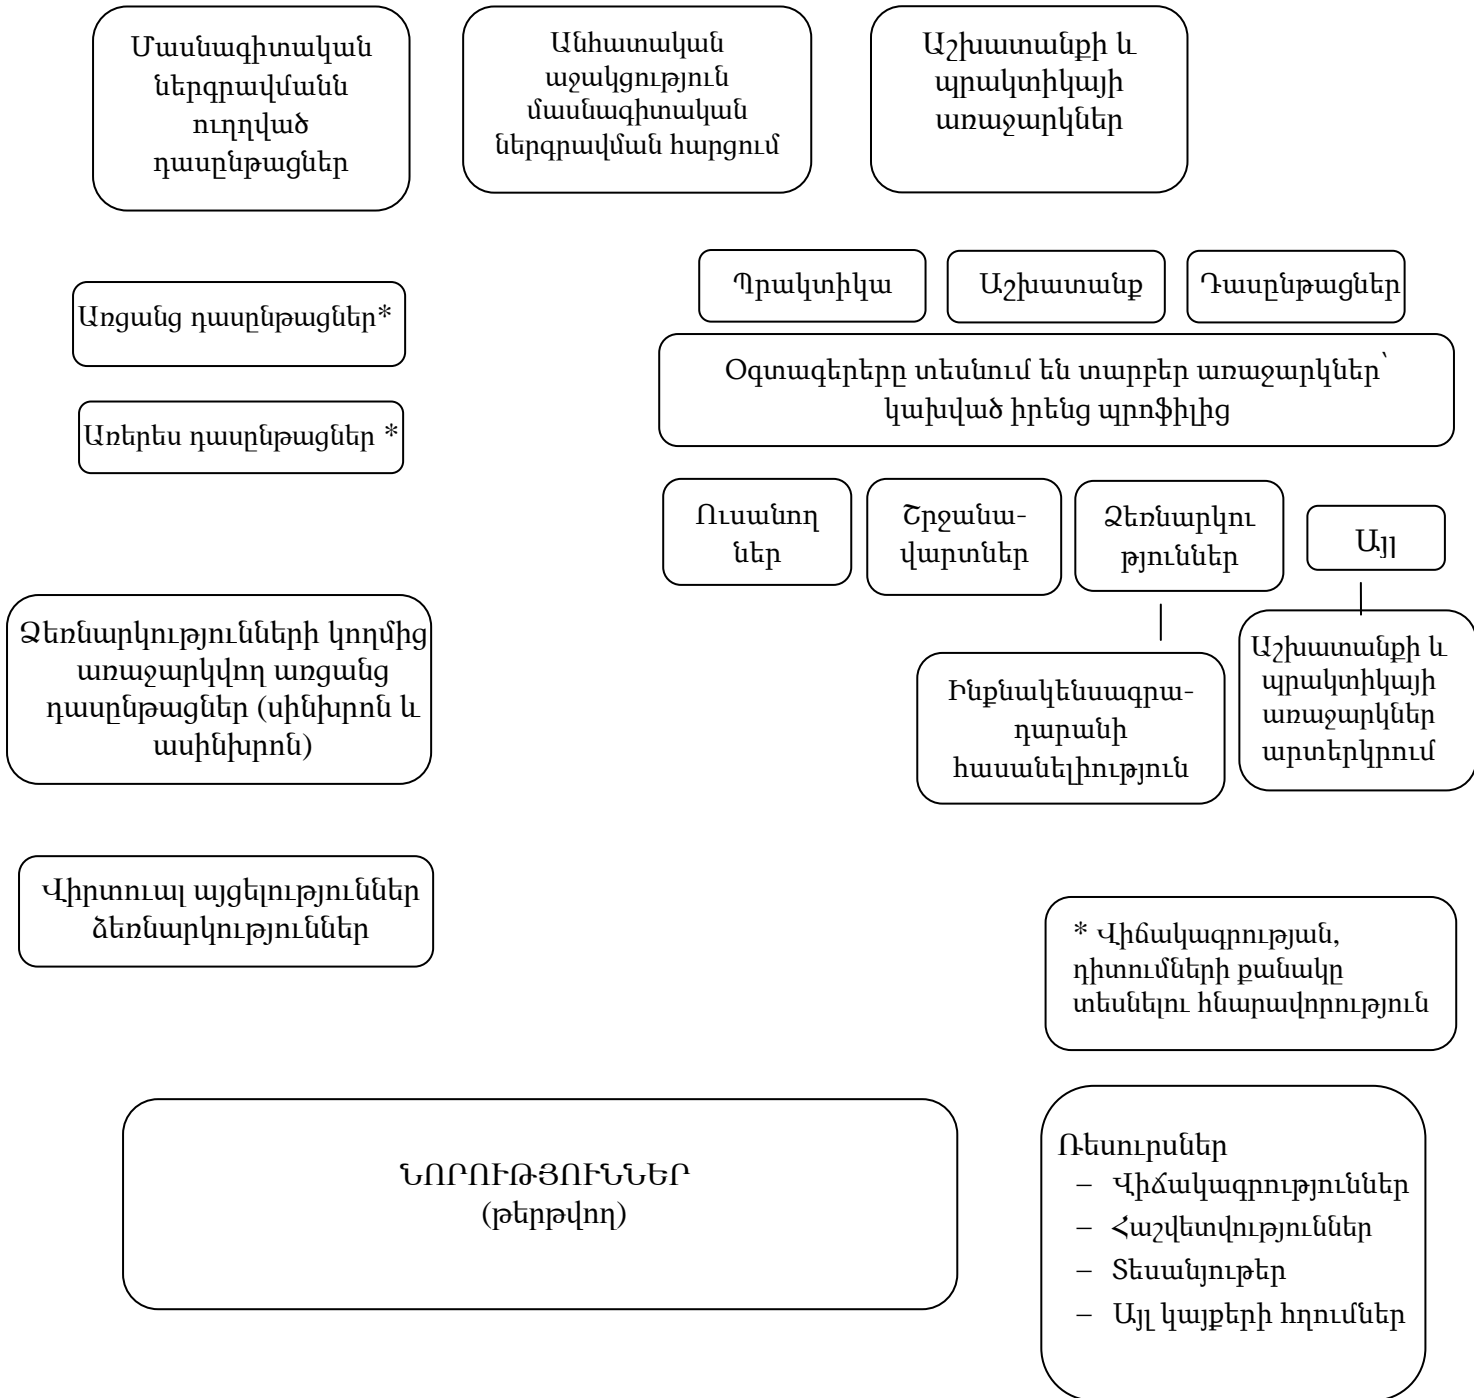 Մասնագիտական
ներգրավմանն
ուղղված
դասընթացներ
Անհատական
աջակցություն
մասնագիտական
ներգրավման հարցում
Աշխատանքի և
պրակտիկայի
առաջարկներ
Առցանց դասընթացներ*
Առերես դասընթացներ *
Պրակտիկա
Աշխատանք
Դասընթացներ
Օգտագերերը տեսնում են տարբեր առաջարկներ՝
կախված իրենց պրոֆիլից
Ուսանող
ներ
Շրջանա-
վարտներ
Ձեռնարկու
թյուններ
Այլ
Ձեռնարկությունների կողմից
առաջարկվող առցանց
դասընթացներ (սինխրոն և
ասինխրոն)
Ինքնակենսագրա-
դարանի
հասանելիություն
Աշխատանքի և
պրակտիկայի
առաջարկներ
արտերկրում
Վիրտուալ այցելություններ
ձեռնարկություններ
* Վիճակագրության,
դիտումների քանակը
տեսնելու հնարավորություն
ՆՈՐՈՒԹՅՈՒՆՆԵՐ
(թերթվող)
Ռեսուրսներ
– Վիճակագրություններ
– Հաշվետվություններ
– Տեսանյութեր
– Այլ կայքերի հղումներ